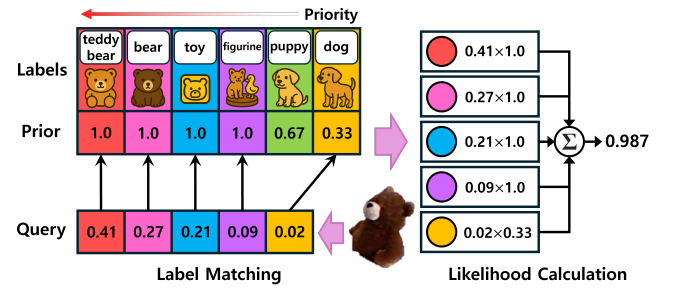 Priority
Labels
teddy bear
bear
toy
figurine
puppy
dog
Prior
1.0
1.0
1.0
1.0
0.67
0.33
Query
0.41
0.27
0.21
0.09
0.02
Label Matching
0.41×1.0
0.27×1.0
0.21×1.0
0.09×1.0
0.02×0.33
Σ
0.987
Likelihood Calculation